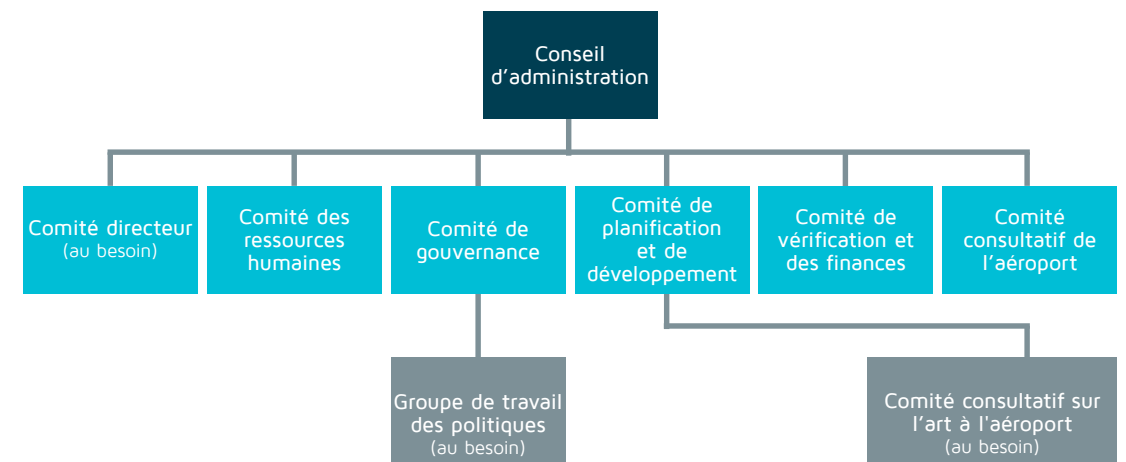 Conseil
d’administration
Comité directeur
(au besoin)
Comité des
ressources
humaines
Comité de
gouvernance
Comité de
planification
et de
développement
Comité de
vérification et
des finances
Comité
consultatif de
l’aéroport
Groupe de travail
des politiques
(au besoin)
Comité consultatif sur
l’art à l'aéroport
(au besoin)